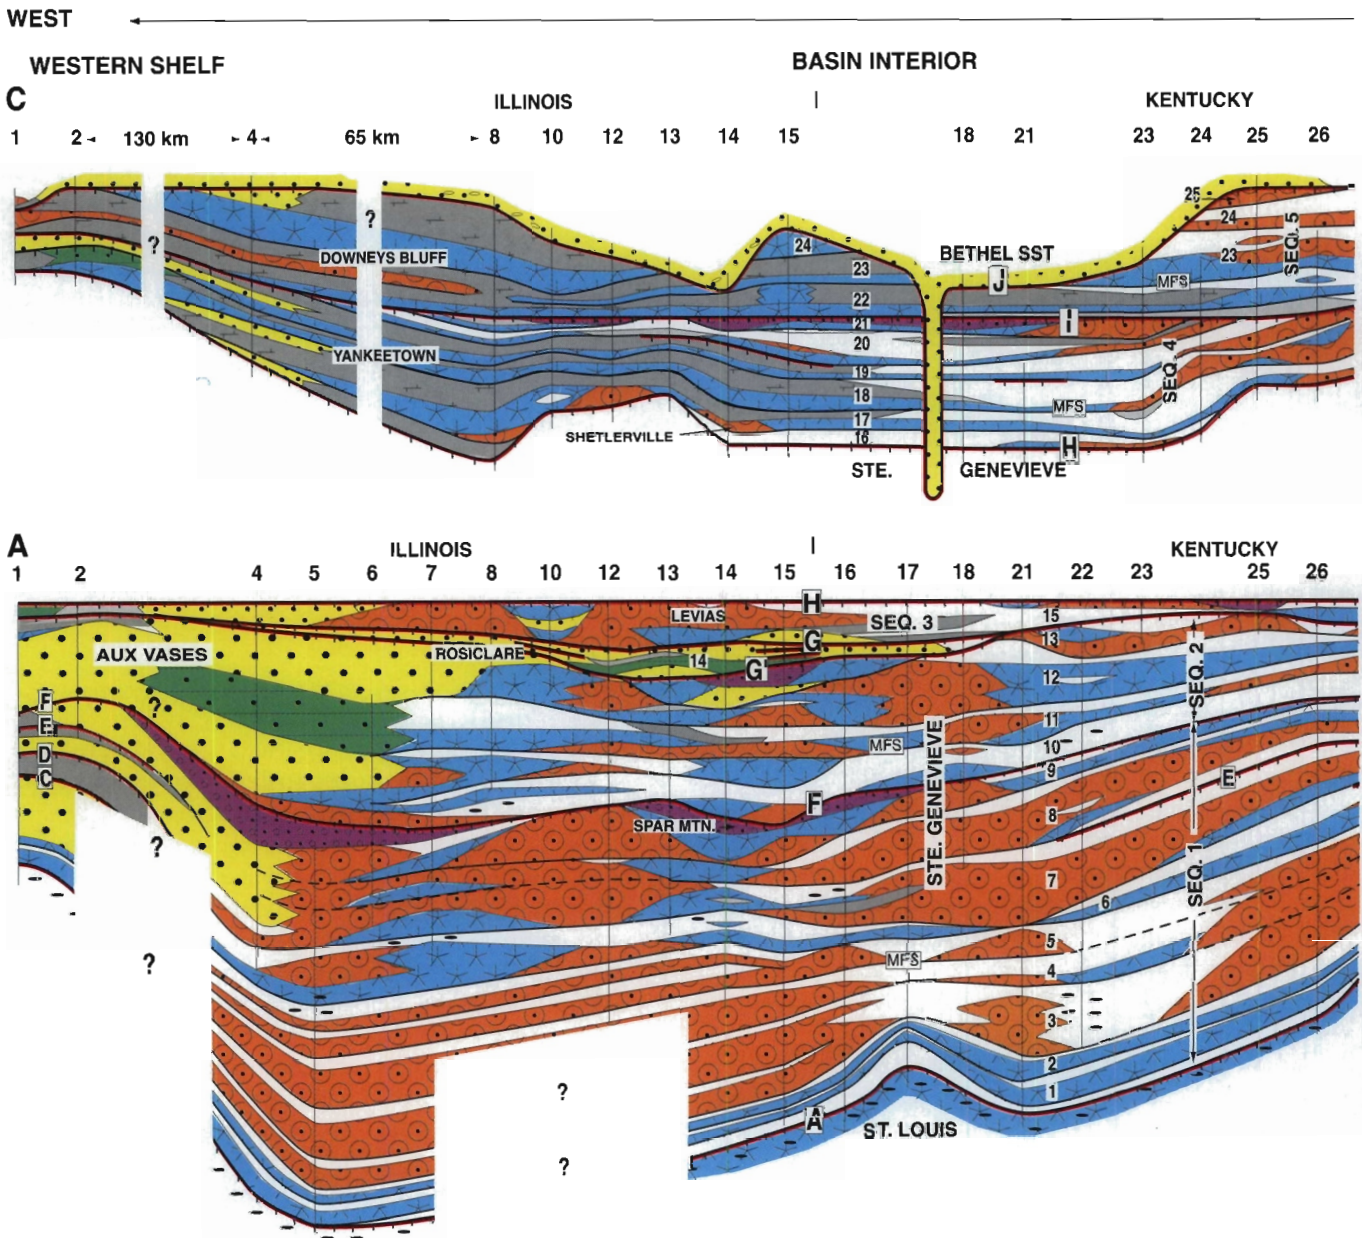 WEST
WESTERN SHELF
BASIN INTERIOR
C
ILLINOIS
KENTUCKY
1 2 130 km 4 65 km 8 10 12 13 14 15 18 21 23 24 25 26
25
24
SEQ. 5
23
?
?
DOWNEYS BLUFF
24
23
22
21
20
19
18
17
16
BETHEL SST
J
MFS
I
SEQ. 4
YANKEETOWN
MFS
SHETLERVILLE
H
STE. GENEVIEVE
A
ILLINOIS
KENTUCKY
1 2 4 5 6 7 8 10 12 13 14 15 16 17 18 21 22 23 25 26
H
LEVIAS
SEQ. 3
15
G
13
AUX VASES
ROSICLARE
14
G'
SEQ. 2
12
F
?
E
11
D
MFS
10
C
9
STE. GENEVIEVE
E
F
8
SPAR MTN.
?
7
SEQ. 1
6
5
?
MFS
4
3
2
?
1
A
ST. LOUIS
?